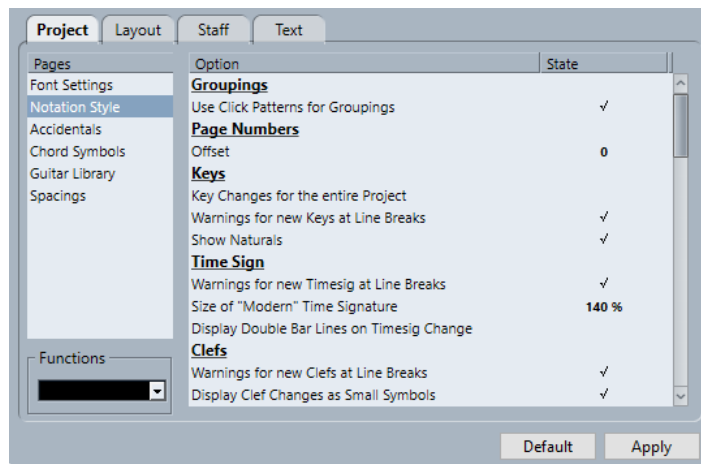 Project Layout Staff Text
Pages
Font Settings
Notation Style
Accidentals
Chord Symbols
Guitar Library
Spacings
Functions
Option State
Groupings
Use Click Patterns for Groupings √
Page Numbers
Offset 0
Keys
Key Changes for the entire Project
Warnings for new Keys at Line Breaks √
Show Naturals √
Time Sign
Warnings for new Timesig at Line Breaks √
Size of "Modern" Time Signature 140 %
Display Double Bar Lines on Timesig Change
Clefs
Warnings for new Clefs at Line Breaks √
Display Clef Changes as Small Symbols √
Default Apply